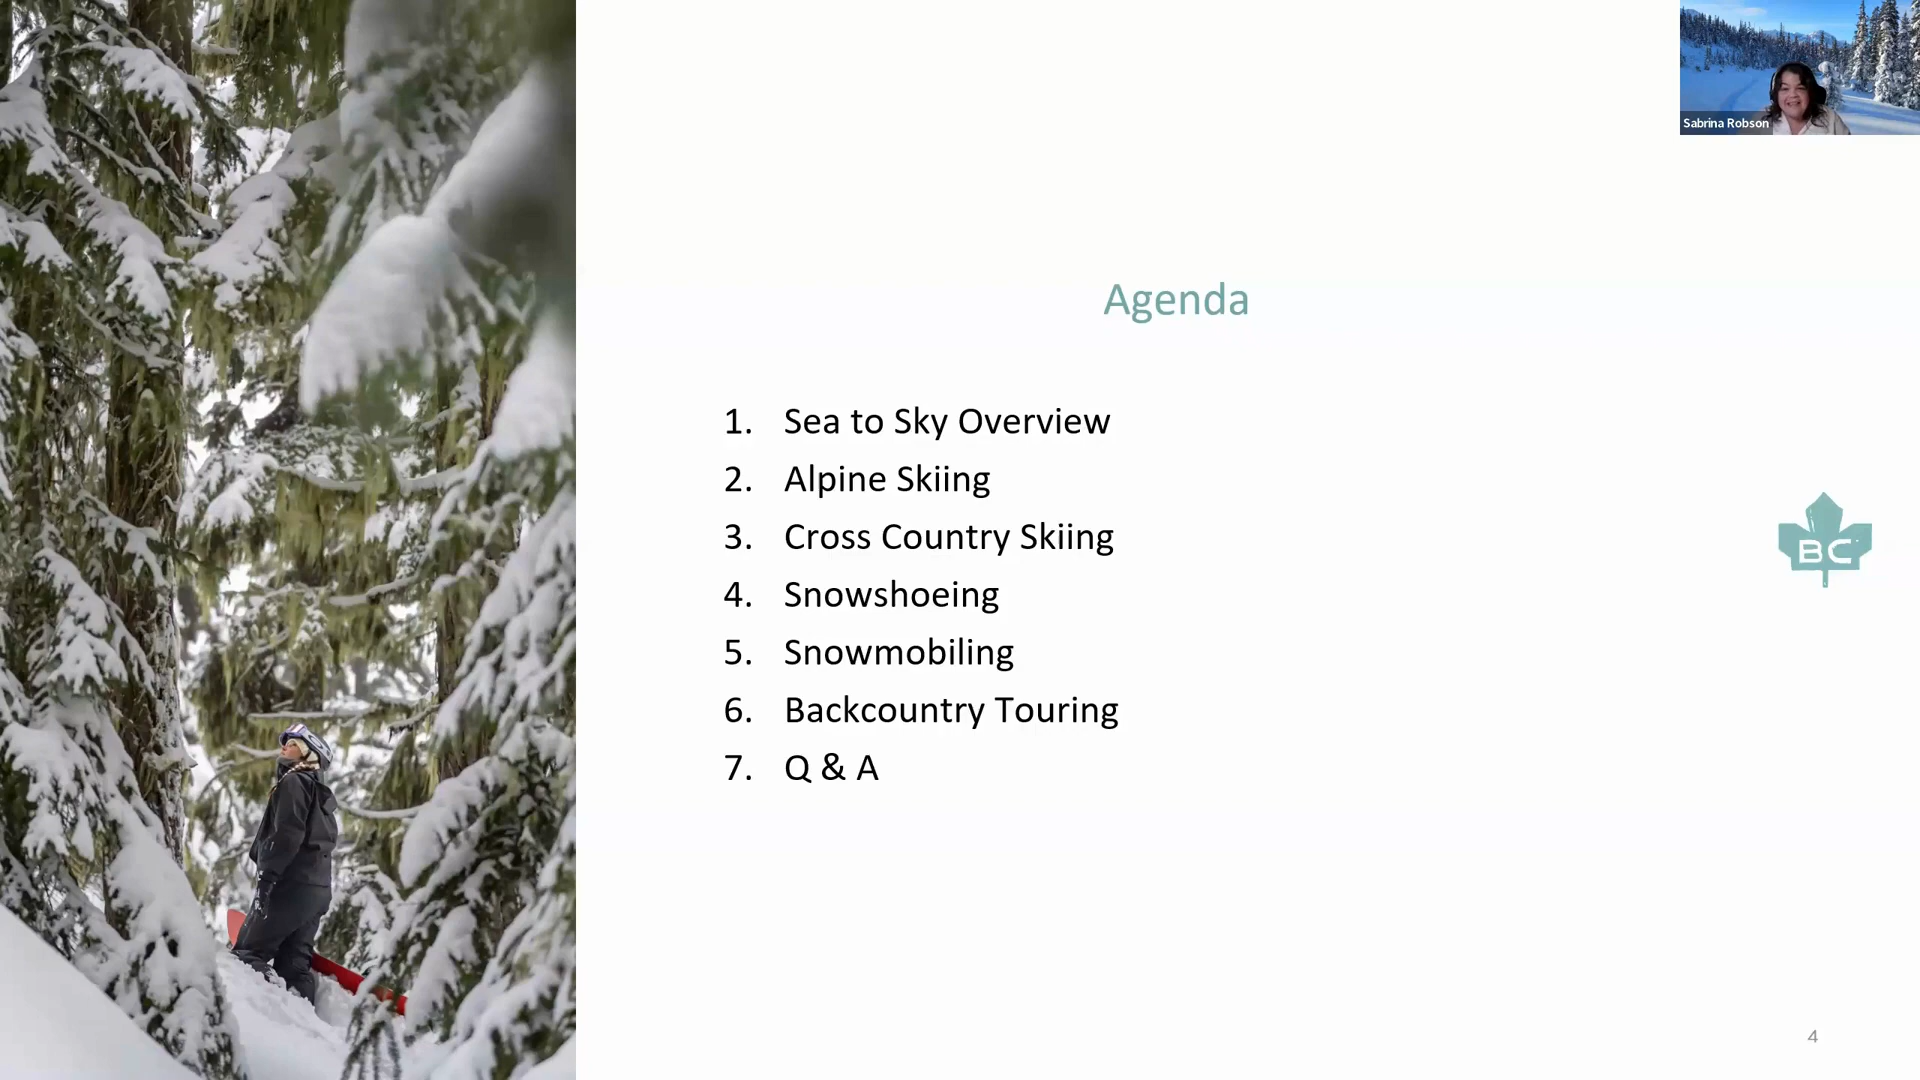 Sabrina Robson
Agenda
1. Sea to Sky Overview
2. Alpine Skiing
3. Cross Country Skiing
4. Snowshoeing
5. Snowmobiling
6. Backcountry Touring
7. Q & A
BC
4